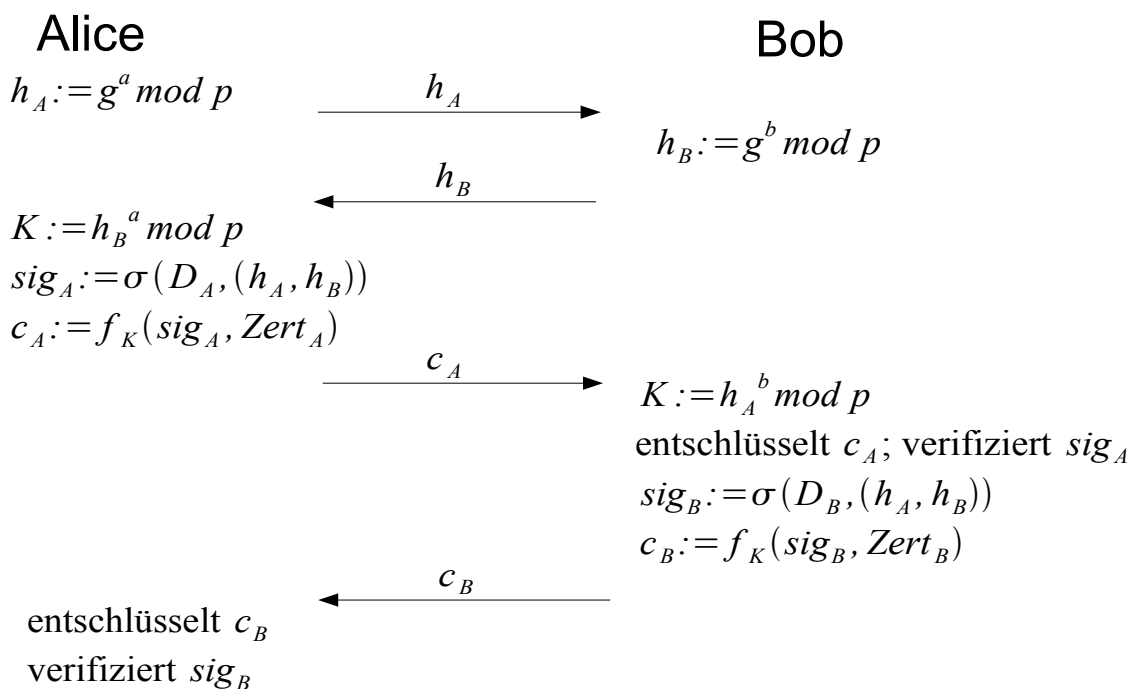 Alice
Bob
h_A := g^a mod p
h_A
h_B := g^b mod p
h_B
K := h_B^a mod p
sig_A := σ(D_A, (h_A, h_B))
c_A := f_K(sig_A, Zert_A)
c_A
K := h_A^b mod p
entschlüsselt c_A; verifiziert sig_A
sig_B := σ(D_B, (h_A, h_B))
c_B := f_K(sig_B, Zert_B)
c_B
entschlüsselt c_B
verifiziert sig_B